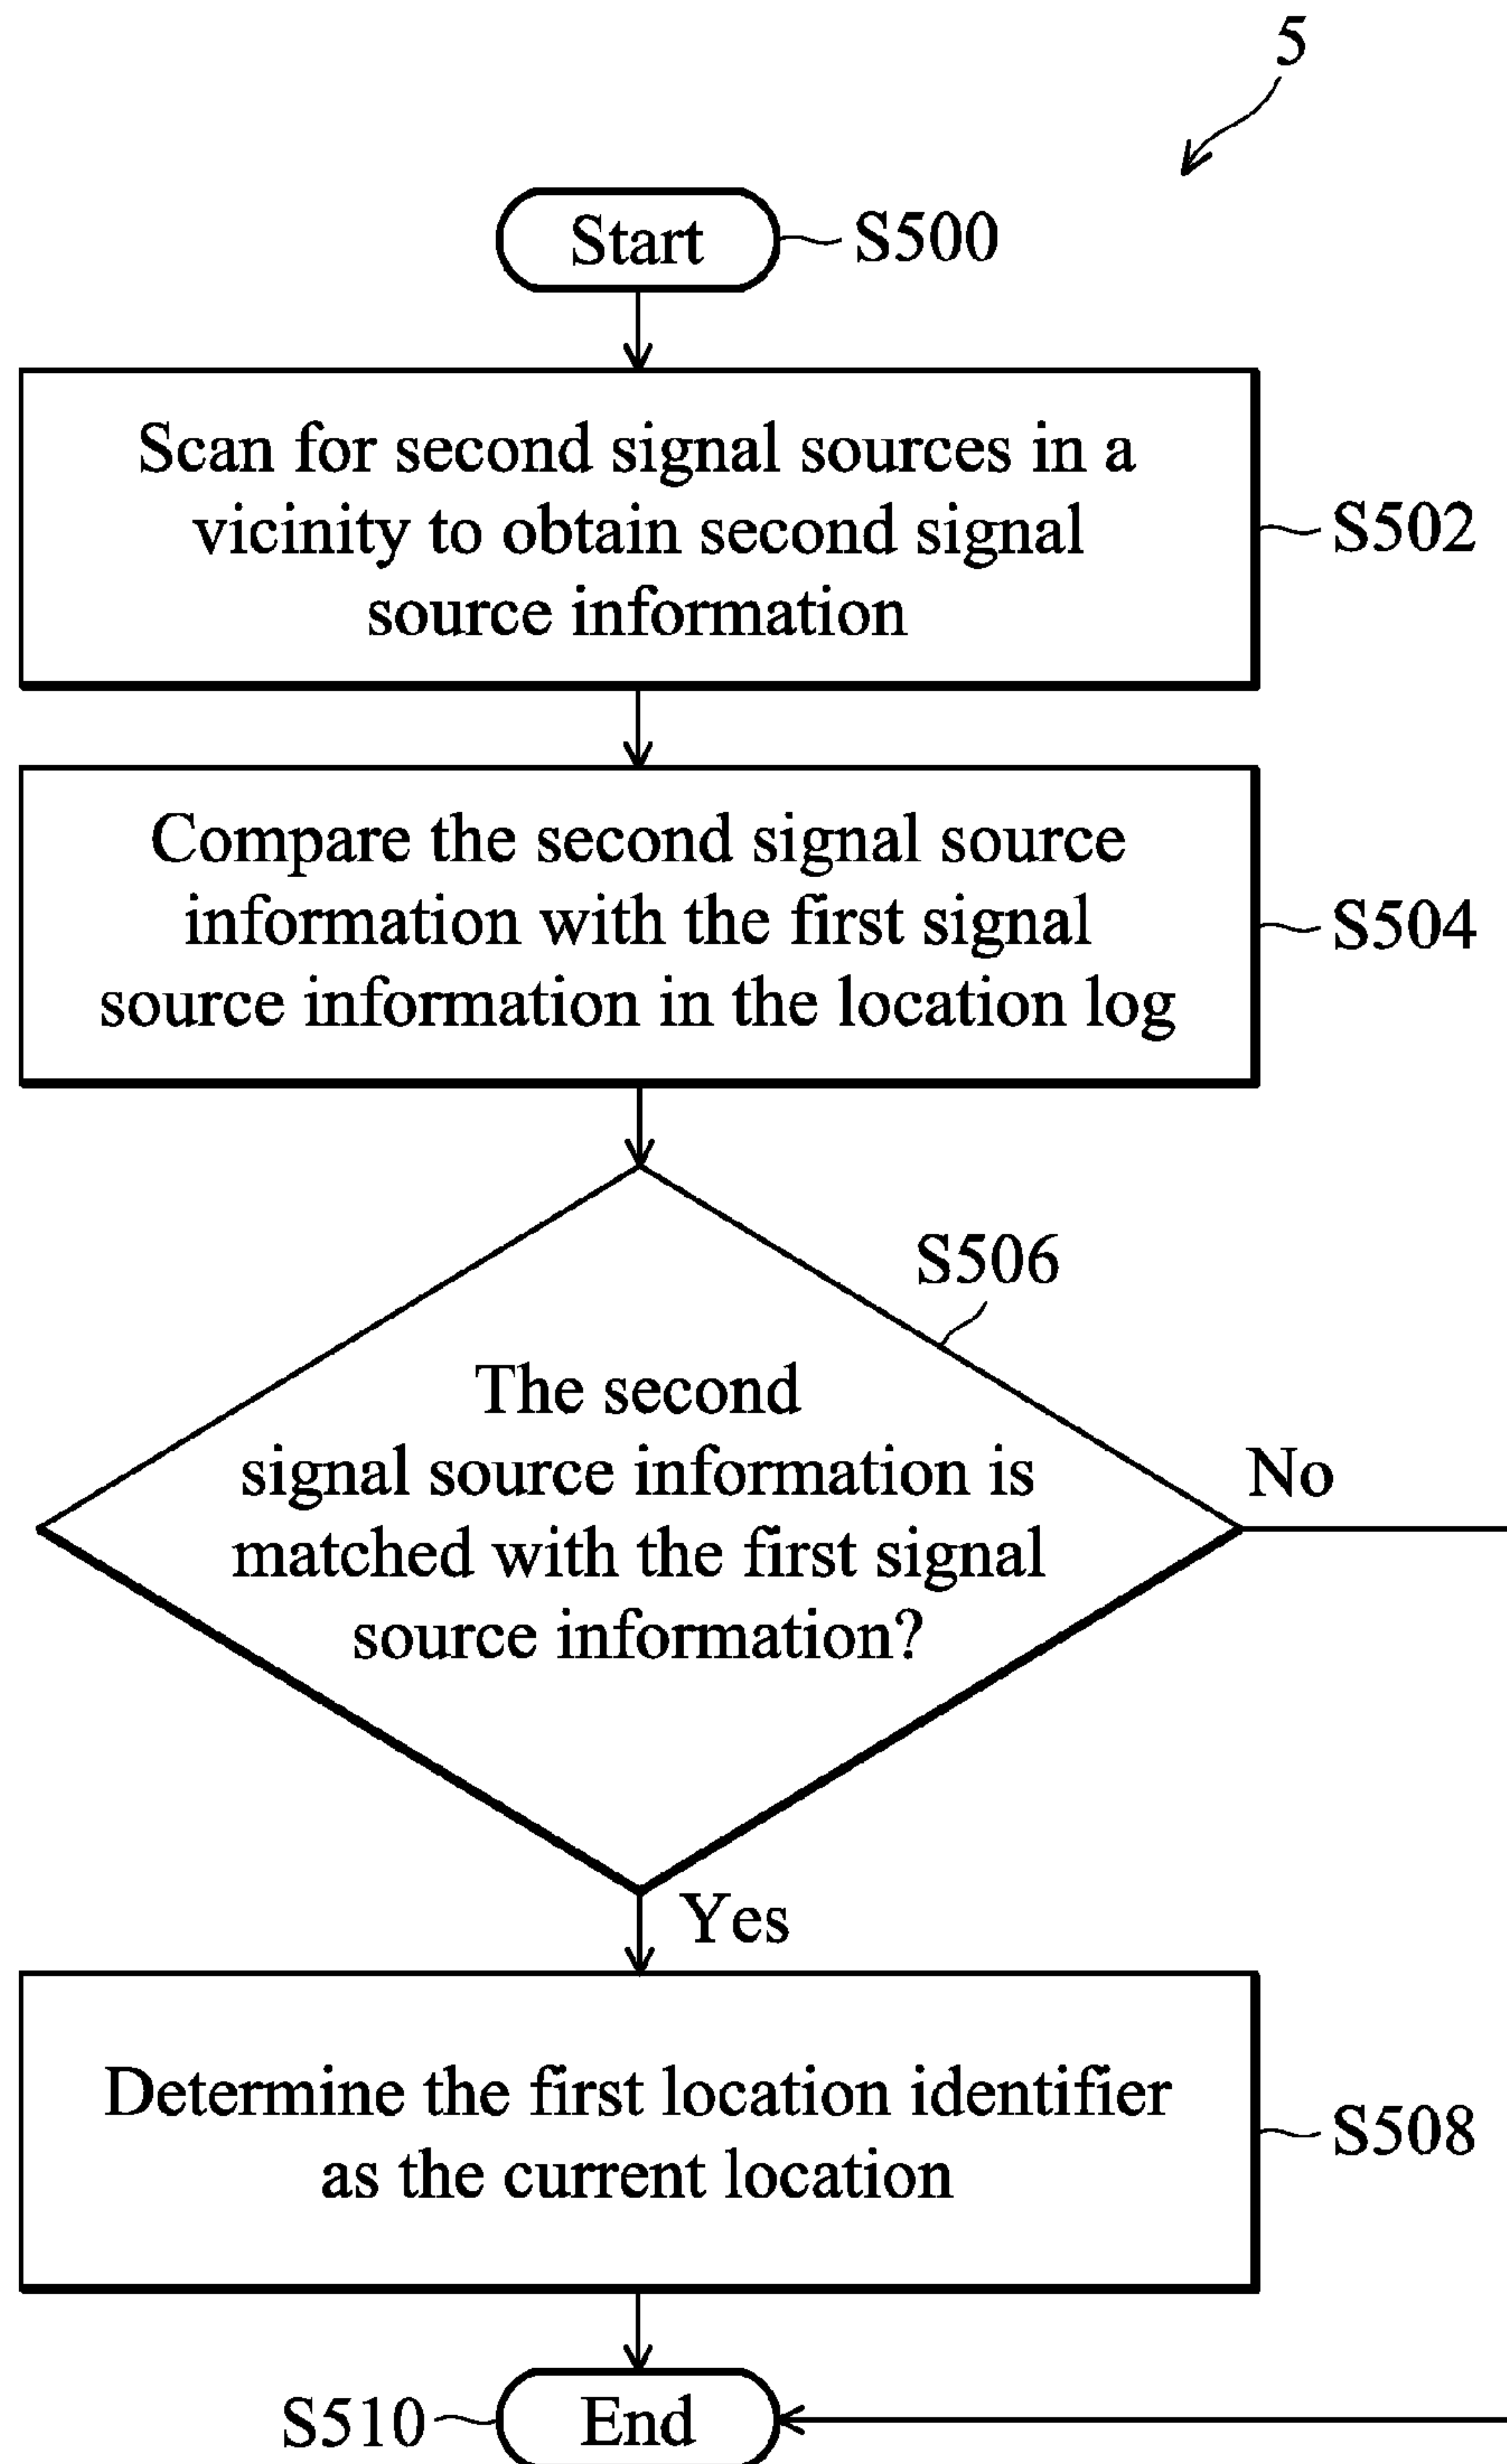 5
Start
S500
Scan for second signal sources in a
vicinity to obtain second signal
source information
S502
Compare the second signal source
information with the first signal
source information in the location log
S504
S506
The second
signal source information is
matched with the first signal
source information?
No
Yes
Determine the first location identifier
as the current location
S508
S510
End